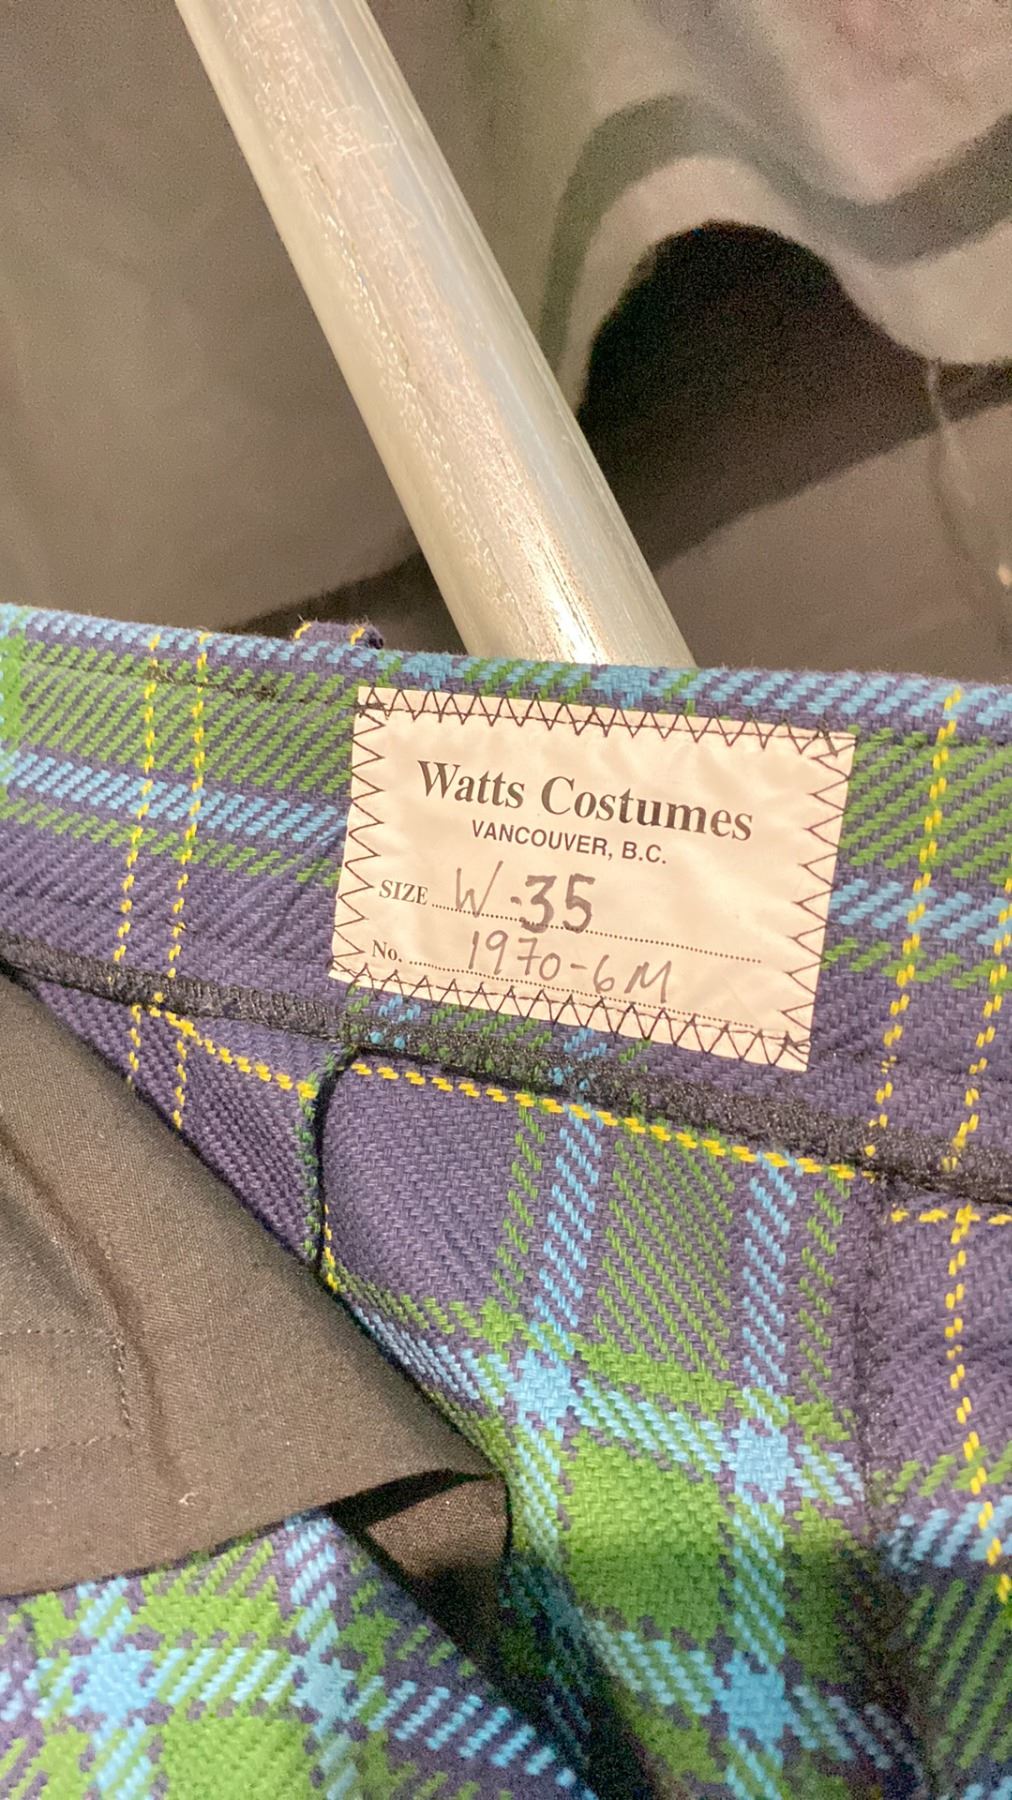 Watts Costumes
VANCOUVER, B.C.
SIZE W-35
No. 1970-6M